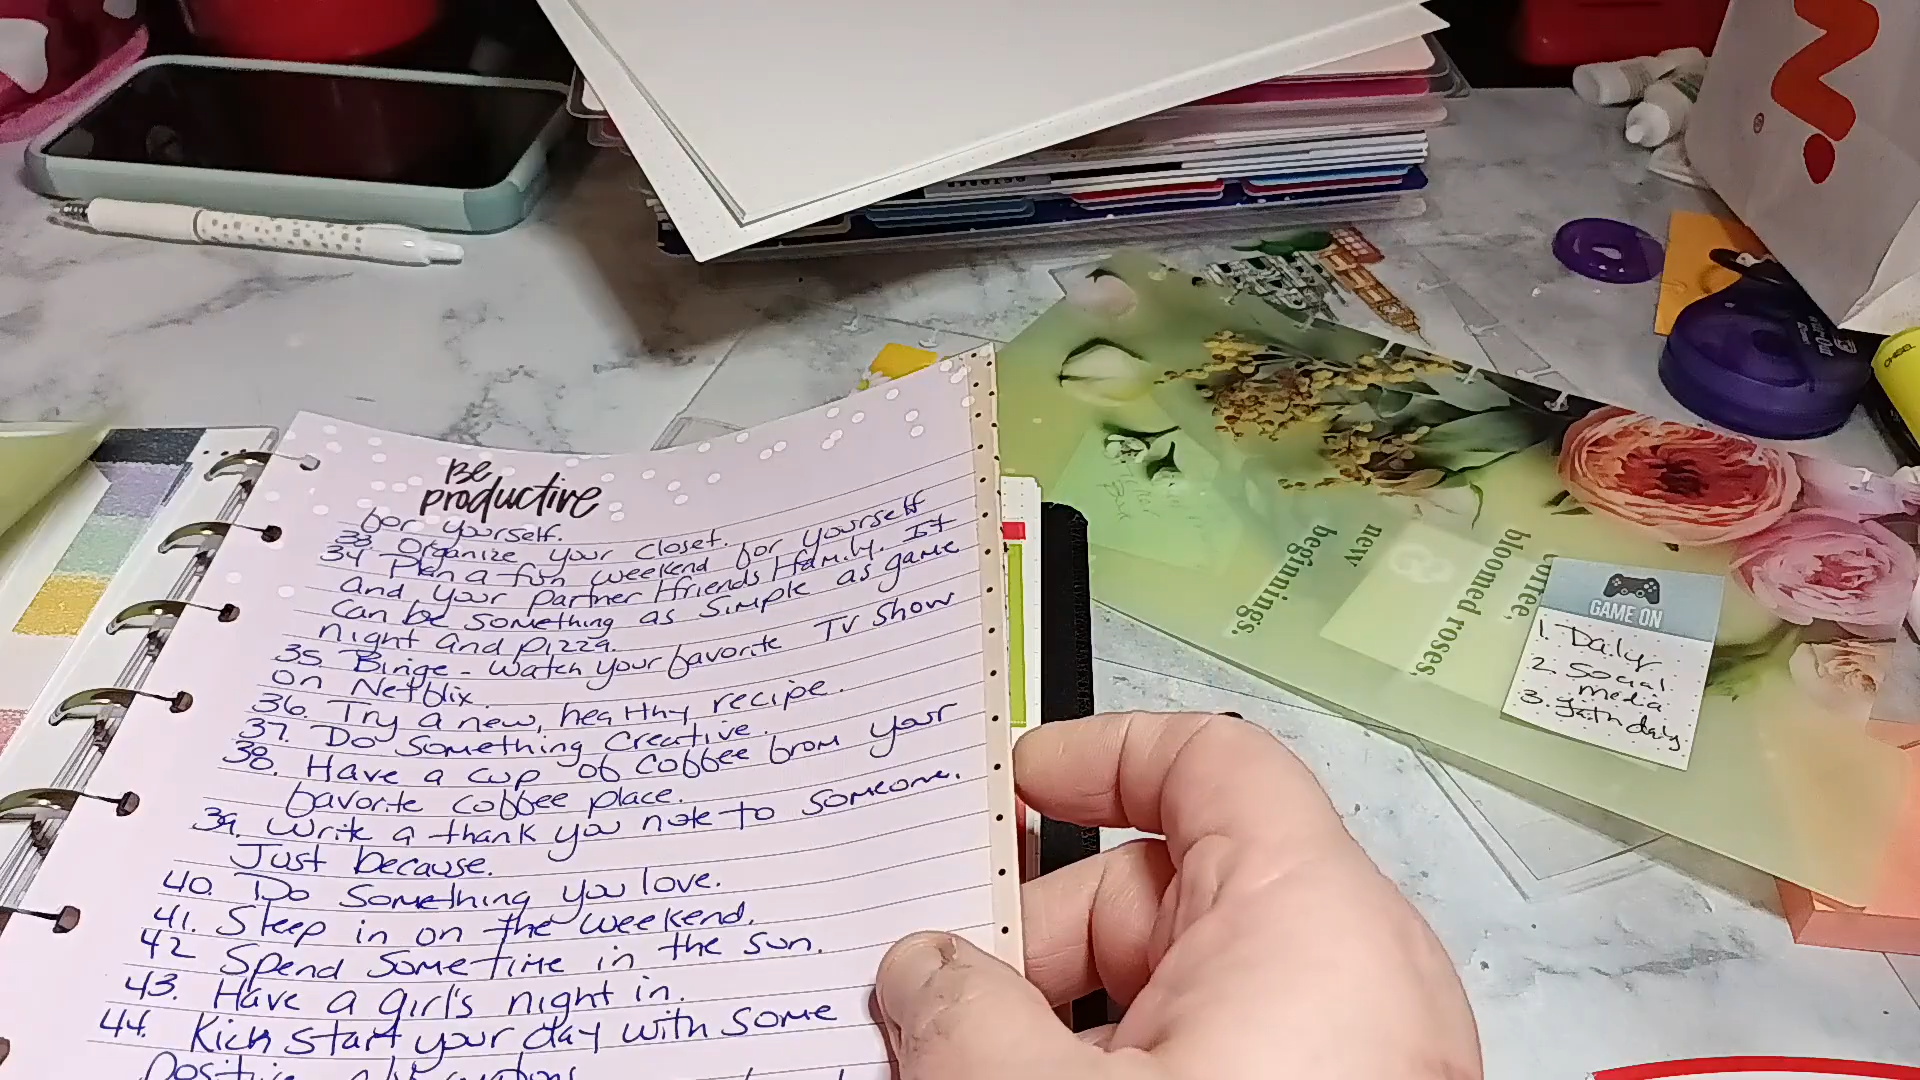 Be
productive
for yourself.
33. Organize your closet.
34 Plan a fun weekend for yourself
and your partner/friends/family. It
can be something as simple as game
night and pizza.
35. Binge-watch your favorite TV show
on Netflix.
36. Try a new, healthy recipe.
37. Do something creative.
38. Have a cup of coffee from your
favorite coffee place.
39. Write a thank you note to someone.
Just because.
40. Do something you love.
41. Sleep in on the weekend.
42 Spend sometime in the sun.
43. Have a girl's night in.
44. Kick start your day with some
Positive
coffee,
bloomed roses,
new
beginnings.
GAME ON
1. Daily
2. Social
media
3.